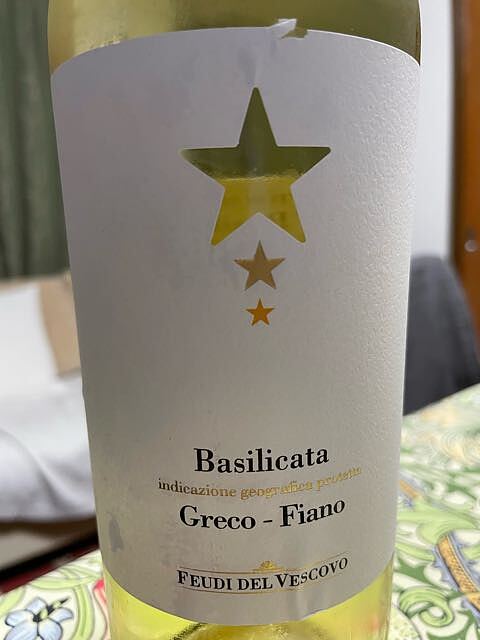 Basilicata
indicazione geografica protetta
Greco - Fiano
FEUDI DEL VESCOVO